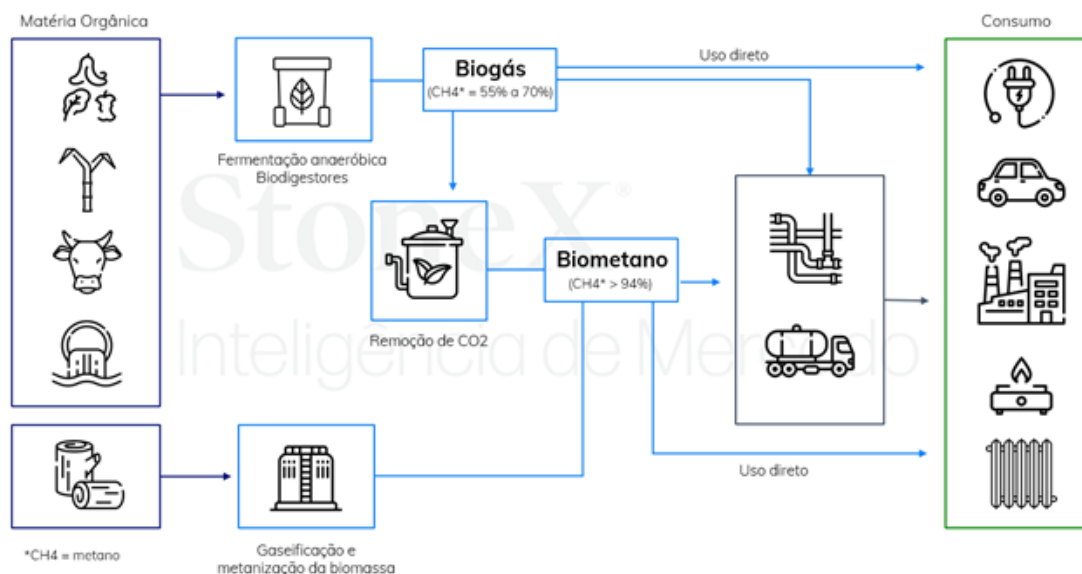 Matéria Orgânica
Consumo
Biogás
(CH4* = 55% a 70%)
Uso direto
Fermentação anaeróbica
Biodigestores
StoneX®
Biometano
(CH4* > 94%)
Remoção de CO2
Inteligência de Mercado
Uso direto
*CH4 = metano
Gaseificação e
metanização da biomassa